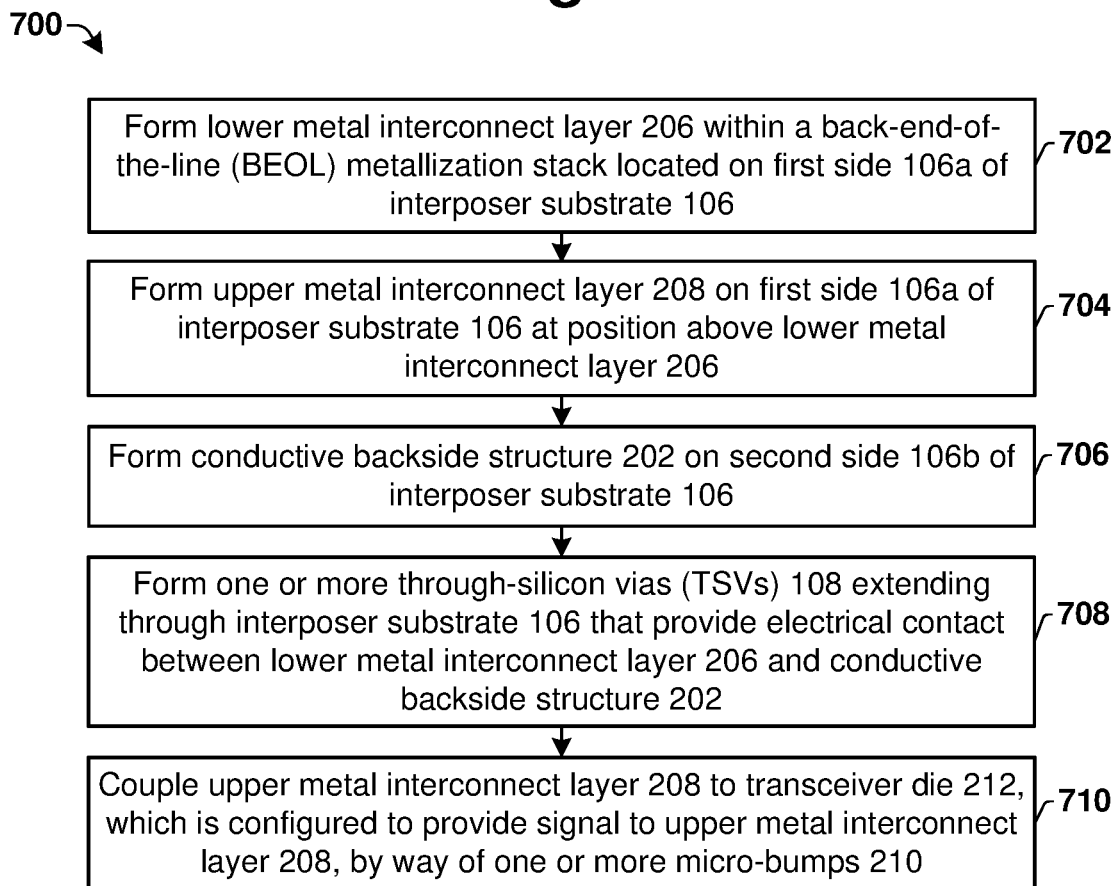 700
Form lower metal interconnect layer 206 within a back-end-of-
the-line (BEOL) metallization stack located on first side 106a of
interposer substrate 106
702
Form upper metal interconnect layer 208 on first side 106a of
interposer substrate 106 at position above lower metal
interconnect layer 206
704
Form conductive backside structure 202 on second side 106b of
interposer substrate 106
706
Form one or more through-silicon vias (TSVs) 108 extending
through interposer substrate 106 that provide electrical contact
between lower metal interconnect layer 206 and conductive
backside structure 202
708
Couple upper metal interconnect layer 208 to transceiver die 212,
which is configured to provide signal to upper metal interconnect
layer 208, by way of one or more micro-bumps 210
710